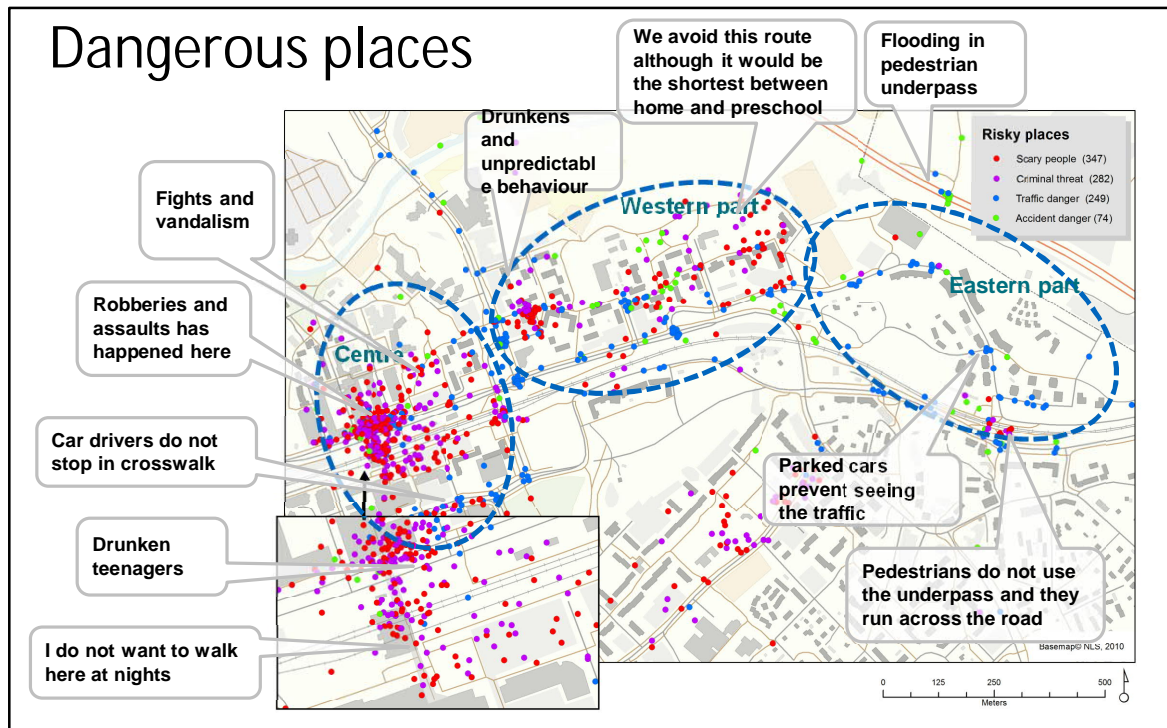 Dangerous places
We avoid this route
although it would be
the shortest between
home and preschool
Flooding in
pedestrian
underpass
Drunkens
and
unpredictabl
e behaviour
Risky places
Scary people (347)
Criminal threat (282)
Traffic danger (249)
Accident danger (74)
Fights and
vandalism
Western part
Eastern part
Robberies and
assaults has
happened here
Centre
Car drivers do not
stop in crosswalk
Parked cars
prevent seeing
the traffic
Drunken
teenagers
Pedestrians do not use
the underpass and they
run across the road
I do not want to walk
here at nights
Basemap© NLS, 2010
0 125 250 500
Meters